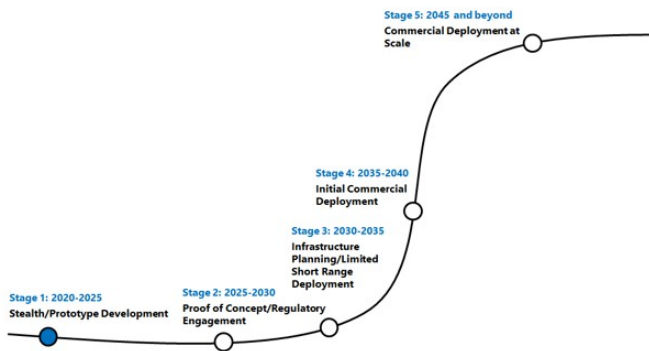 Stage 5: 2045 and beyond
Commercial Deployment at
Scale
Stage 4: 2035-2040
Initial Commercial
Deployment
Stage 3: 2030-2035
Infrastructure
Planning/Limited
Short Range
Deployment
Stage 2: 2025-2030
Proof of Concept/Regulatory
Engagement
Stage 1: 2020-2025
Stealth/Prototype Development